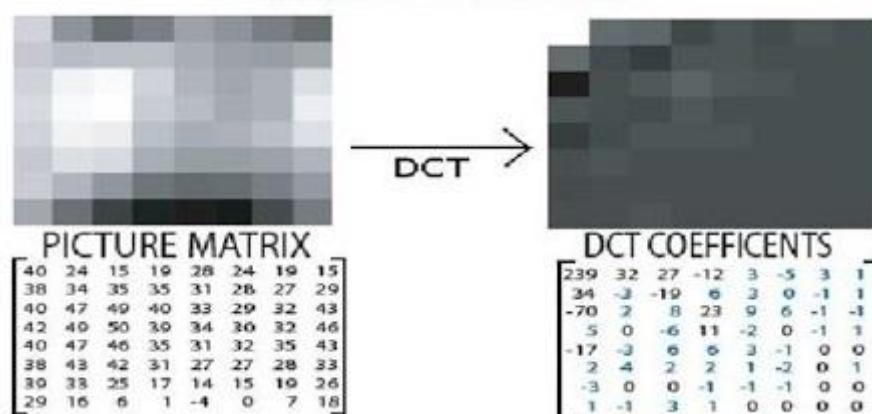 DCT
PICTURE MATRIX
40 24 15 19 28 24 19 15
38 34 35 35 31 28 27 29
40 47 49 40 33 29 32 43
42 49 50 39 34 30 32 46
40 47 46 35 31 32 35 43
38 43 42 31 27 27 28 33
39 33 25 17 14 15 19 26
29 16 6 1 -4 0 7 18
DCT COEFFICENTS
239 32 27 -12 3 -5 3 1
34 -3 -19 6 3 0 -1 1
-70 2 8 23 9 6 -1 -1
5 0 -6 11 -2 0 -1 1
-17 -3 6 6 3 -1 0 0
2 4 2 2 1 -2 0 1
-3 0 0 -1 -1 -1 0 0
1 -1 3 1 0 0 0 0